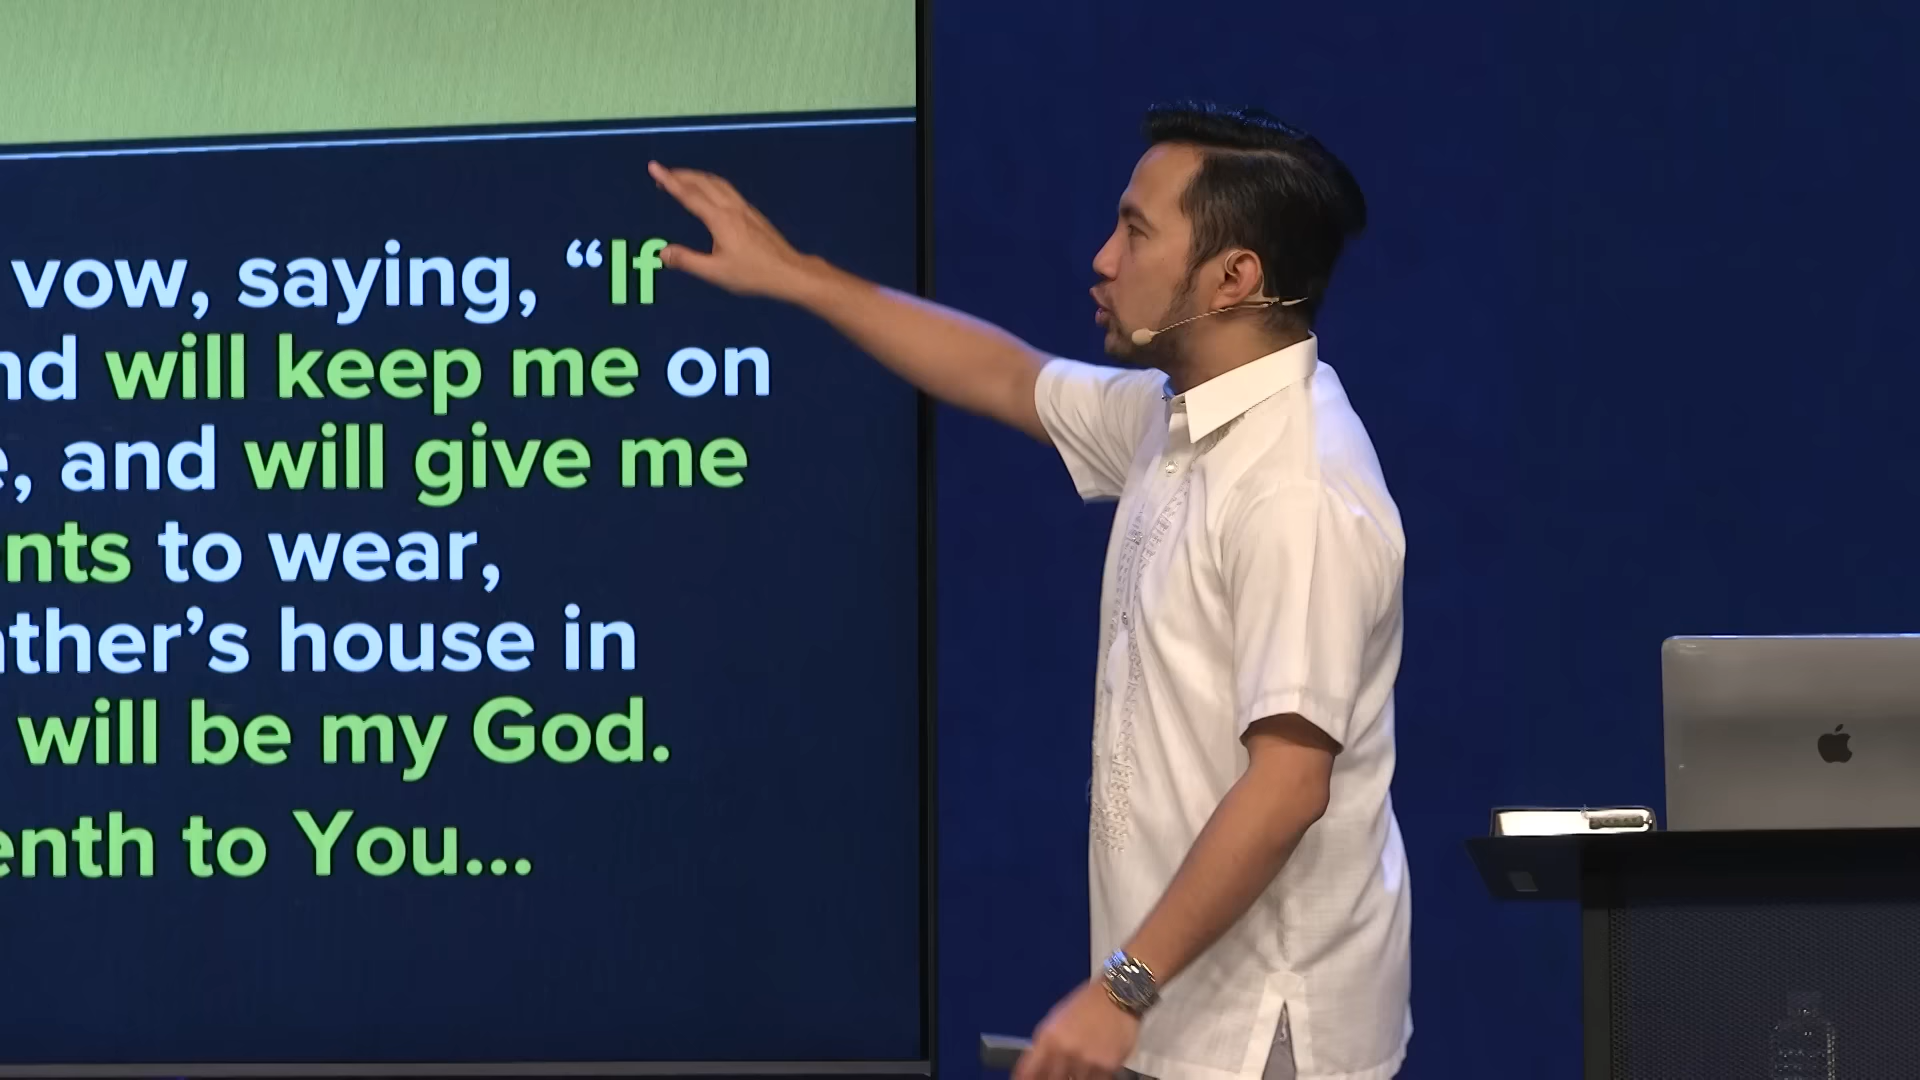 vow, saying, “If
nd will keep me on
e, and will give me
nts to wear,
ther’s house in
will be my God.
enth to You...